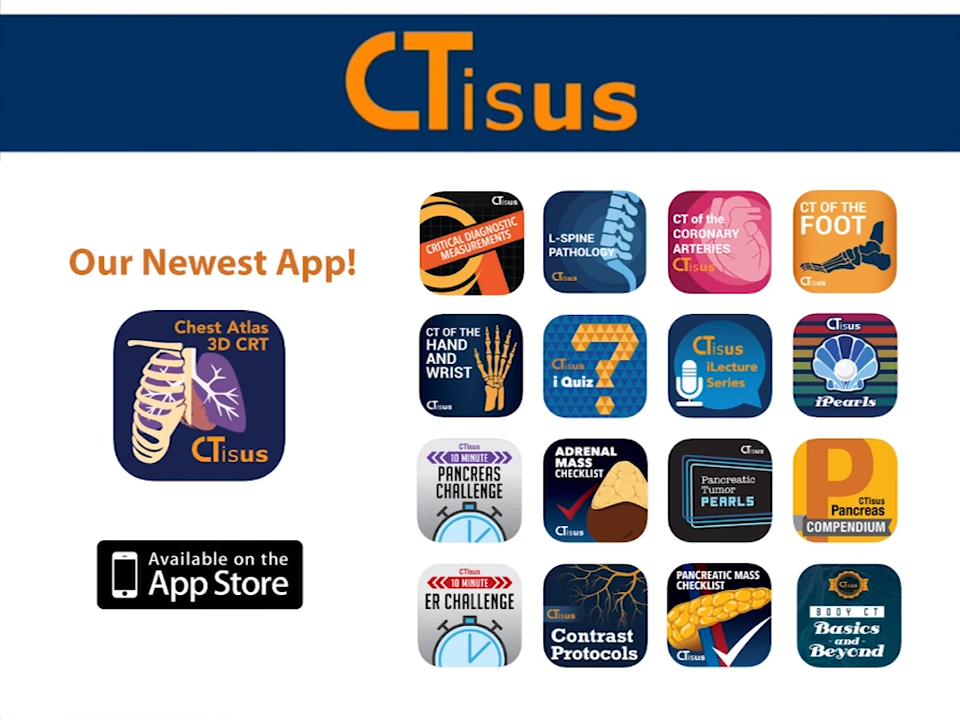 CTisus
Our Newest App!
Chest Atlas
3D CRT
CTisus
Available on the
App Store
CTisus
CRITICAL DIAGNOSTIC
MEASUREMENTS
L-SPINE
PATHOLOGY
CTisus
CT of the
CORONARY
ARTERIES
CTisus
CT OF THE
FOOT
CTisus
CT OF THE
HAND
AND
WRIST
CTisus
CTisus
i Quiz
CTisus
iLecture
Series
CTisus
iPearls
CTisus
10 MINUTE
PANCREAS
CHALLENGE
ADRENAL
MASS
CHECKLIST
CTisus
CTisus
Pancreatic
Tumor
PEARLS
P
CTisus
Pancreas
COMPENDIUM
CTisus
10 MINUTE
ER CHALLENGE
CTisus
Contrast
Protocols
PANCREATIC MASS
CHECKLIST
CTisus
CTisus
BODY CT
Basics
-and-
Beyond